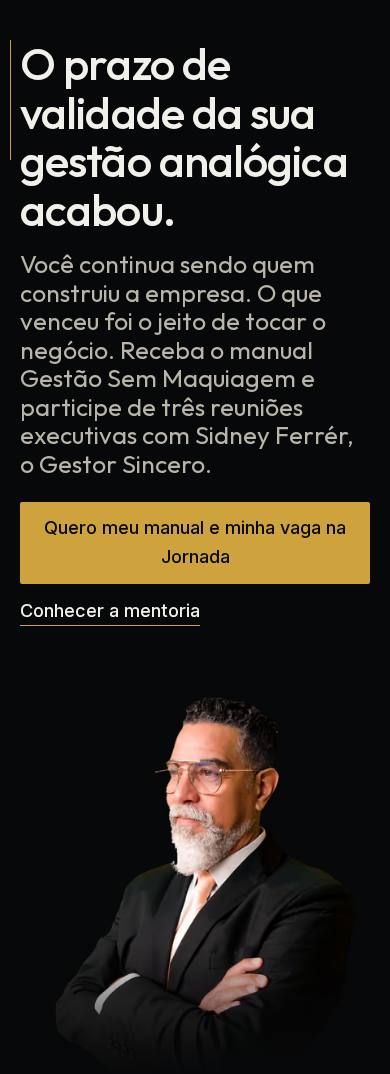 O prazo de
validade da sua
gestão analógica
acabou.
Você continua sendo quem
construiu a empresa. O que
venceu foi o jeito de tocar o
negócio. Receba o manual
Gestão Sem Maquiagem e
participe de três reuniões
executivas com Sidney Ferrér,
o Gestor Sincero.
Quero meu manual e minha vaga na
Jornada
Conhecer a mentoria